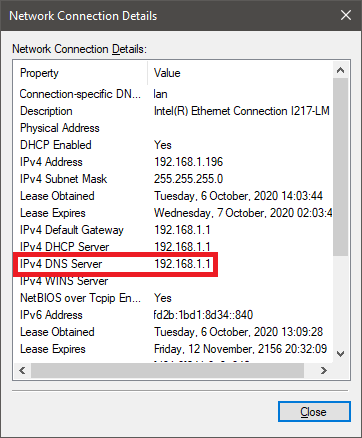 Network Connection Details
Network Connection Details:
Property Value
Connection-specific DN... lan
Description Intel(R) Ethernet Connection I217-LM
Physical Address
DHCP Enabled Yes
IPv4 Address 192.168.1.196
IPv4 Subnet Mask 255.255.255.0
Lease Obtained Tuesday, 6 October, 2020 14:03:44
Lease Expires Wednesday, 7 October, 2020 02:03:4
IPv4 Default Gateway 192.168.1.1
IPv4 DHCP Server 192.168.1.1
IPv4 DNS Server 192.168.1.1
IPv4 WINS Server
NetBIOS over Tcpip En... Yes
IPv6 Address fd2b:1bd1:8d34::840
Lease Obtained Tuesday, 6 October, 2020 13:09:28
Lease Expires Friday, 12 November, 2156 20:32:09
Close